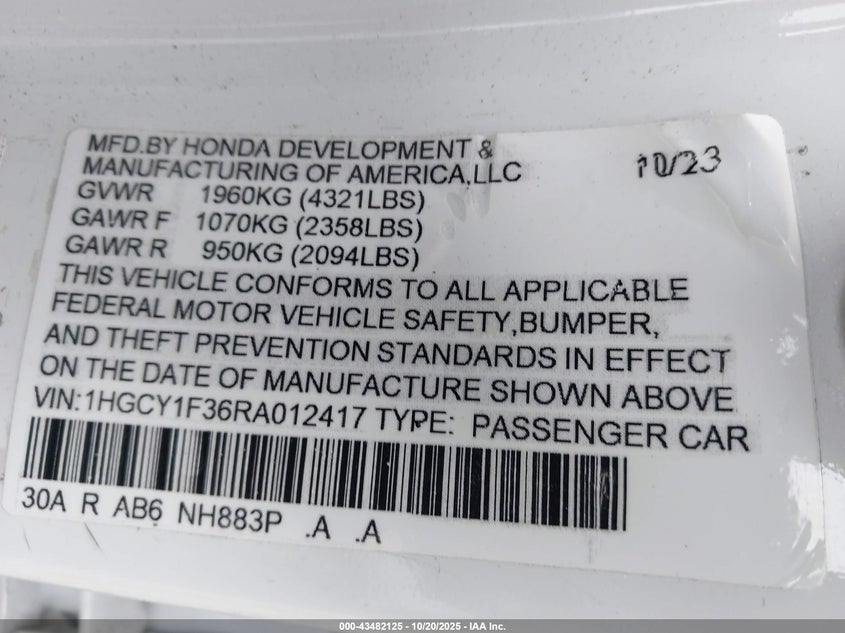 MFD.BY HONDA DEVELOPMENT & 10/23
MANUFACTURING OF AMERICA,LLC
GVWR 1960KG (4321LBS)
GAWR F 1070KG (2358LBS)
GAWR R 950KG (2094LBS)
THIS VEHICLE CONFORMS TO ALL APPLICABLE
FEDERAL MOTOR VEHICLE SAFETY,BUMPER,
AND THEFT PREVENTION STANDARDS IN EFFECT
ON THE DATE OF MANUFACTURE SHOWN ABOVE
VIN:1HGCY1F36RA012417 TYPE: PASSENGER CAR
30A R AB6 NH883P .A .A
000-43482125 - 10/20/2025 - IAA Inc.